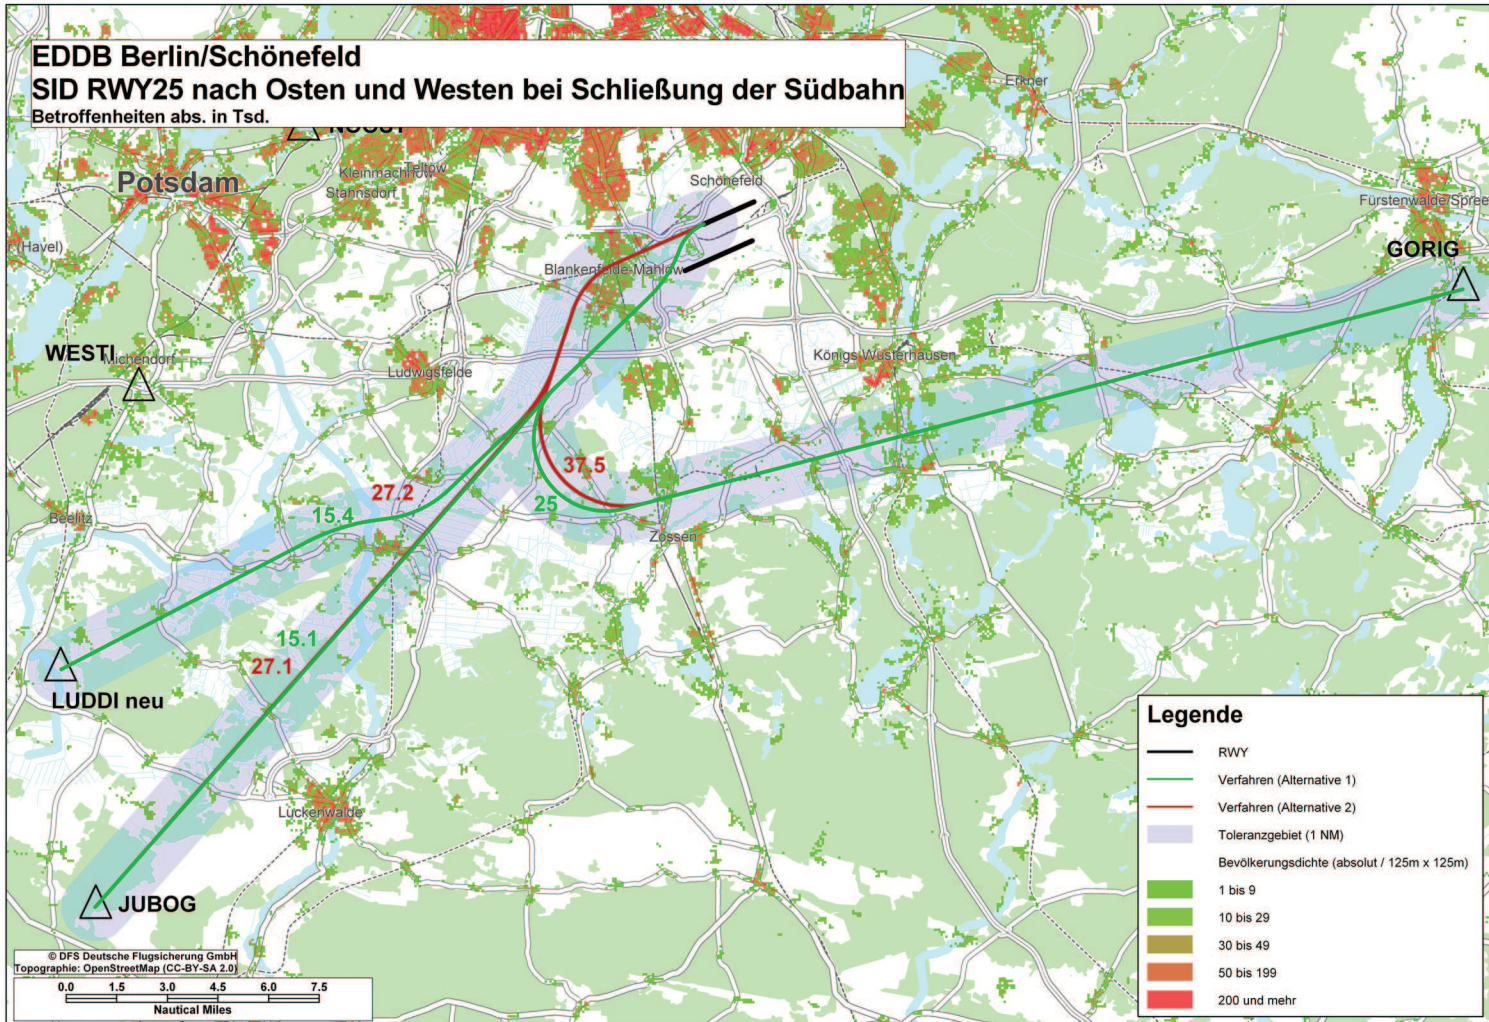 EDDB Berlin/Schönefeld
SID RWY25 nach Osten und Westen bei Schließung der Südbahn
Betroffenheiten abs. in Tsd.
Erkner
Teltow
Kleinmachnow
Potsdam
Stahnsdorf
Schönefeld
Fürstenwalde/Spree
(Havel)
GORIG
Blankenfelde-Mahlow
WESTI
Michendorf
Ludwigsfelde
Königs Wusterhausen
37.5
27.2
25
15.4
Beelitz
Zossen
15.1
27.1
LUDDI neu
Luckenwalde
JUBOG
Legende
RWY
Verfahren (Alternative 1)
Verfahren (Alternative 2)
Toleranzgebiet (1 NM)
Bevölkerungsdichte (absolut / 125m x 125m)
1 bis 9
10 bis 29
30 bis 49
50 bis 199
200 und mehr
© DFS Deutsche Flugsicherung GmbH
Topographie: OpenStreetMap (CC-BY-SA 2.0)
0.0 1.5 3.0 4.5 6.0 7.5
Nautical Miles